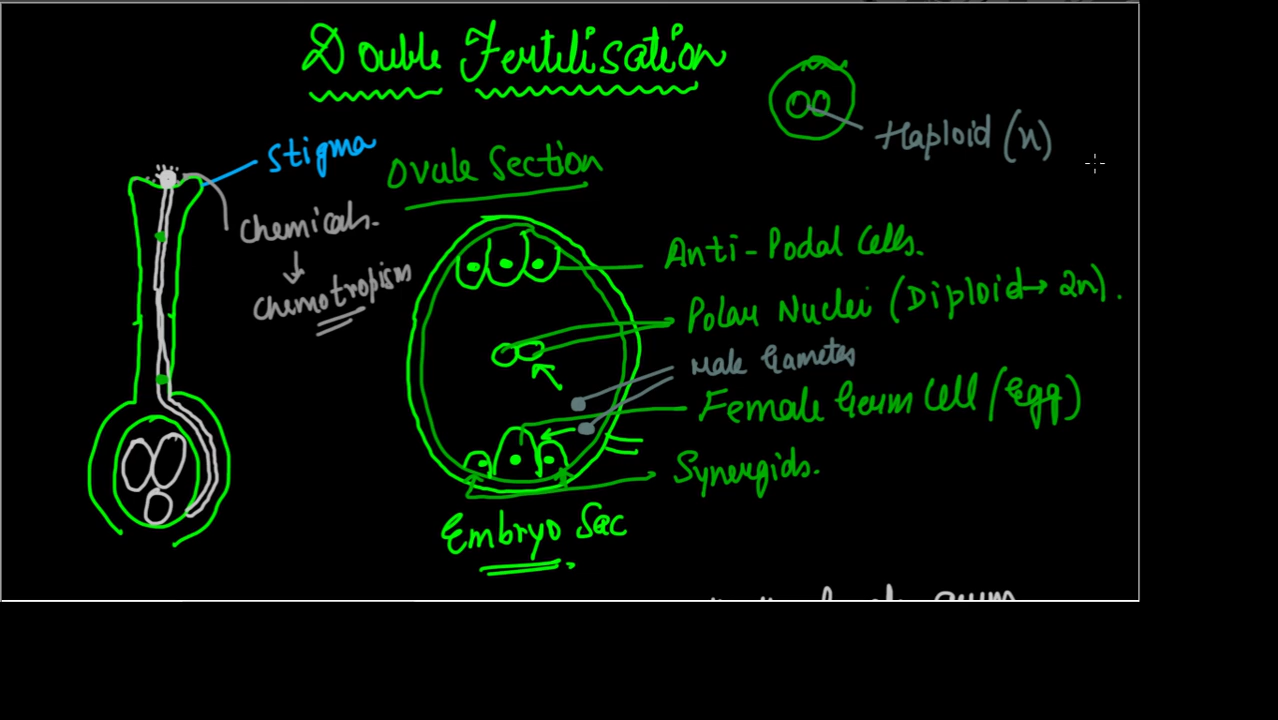 Double Fertilisation
Haploid (n)
Stigma
Ovule Section
Chemicals.
Chemotropism
Anti-Podal Cells.
Polar Nuclei (Diploid→ 2n).
Male Gametes
Female Germ Cell/(Egg)
Synergids.
Embryo Sac.